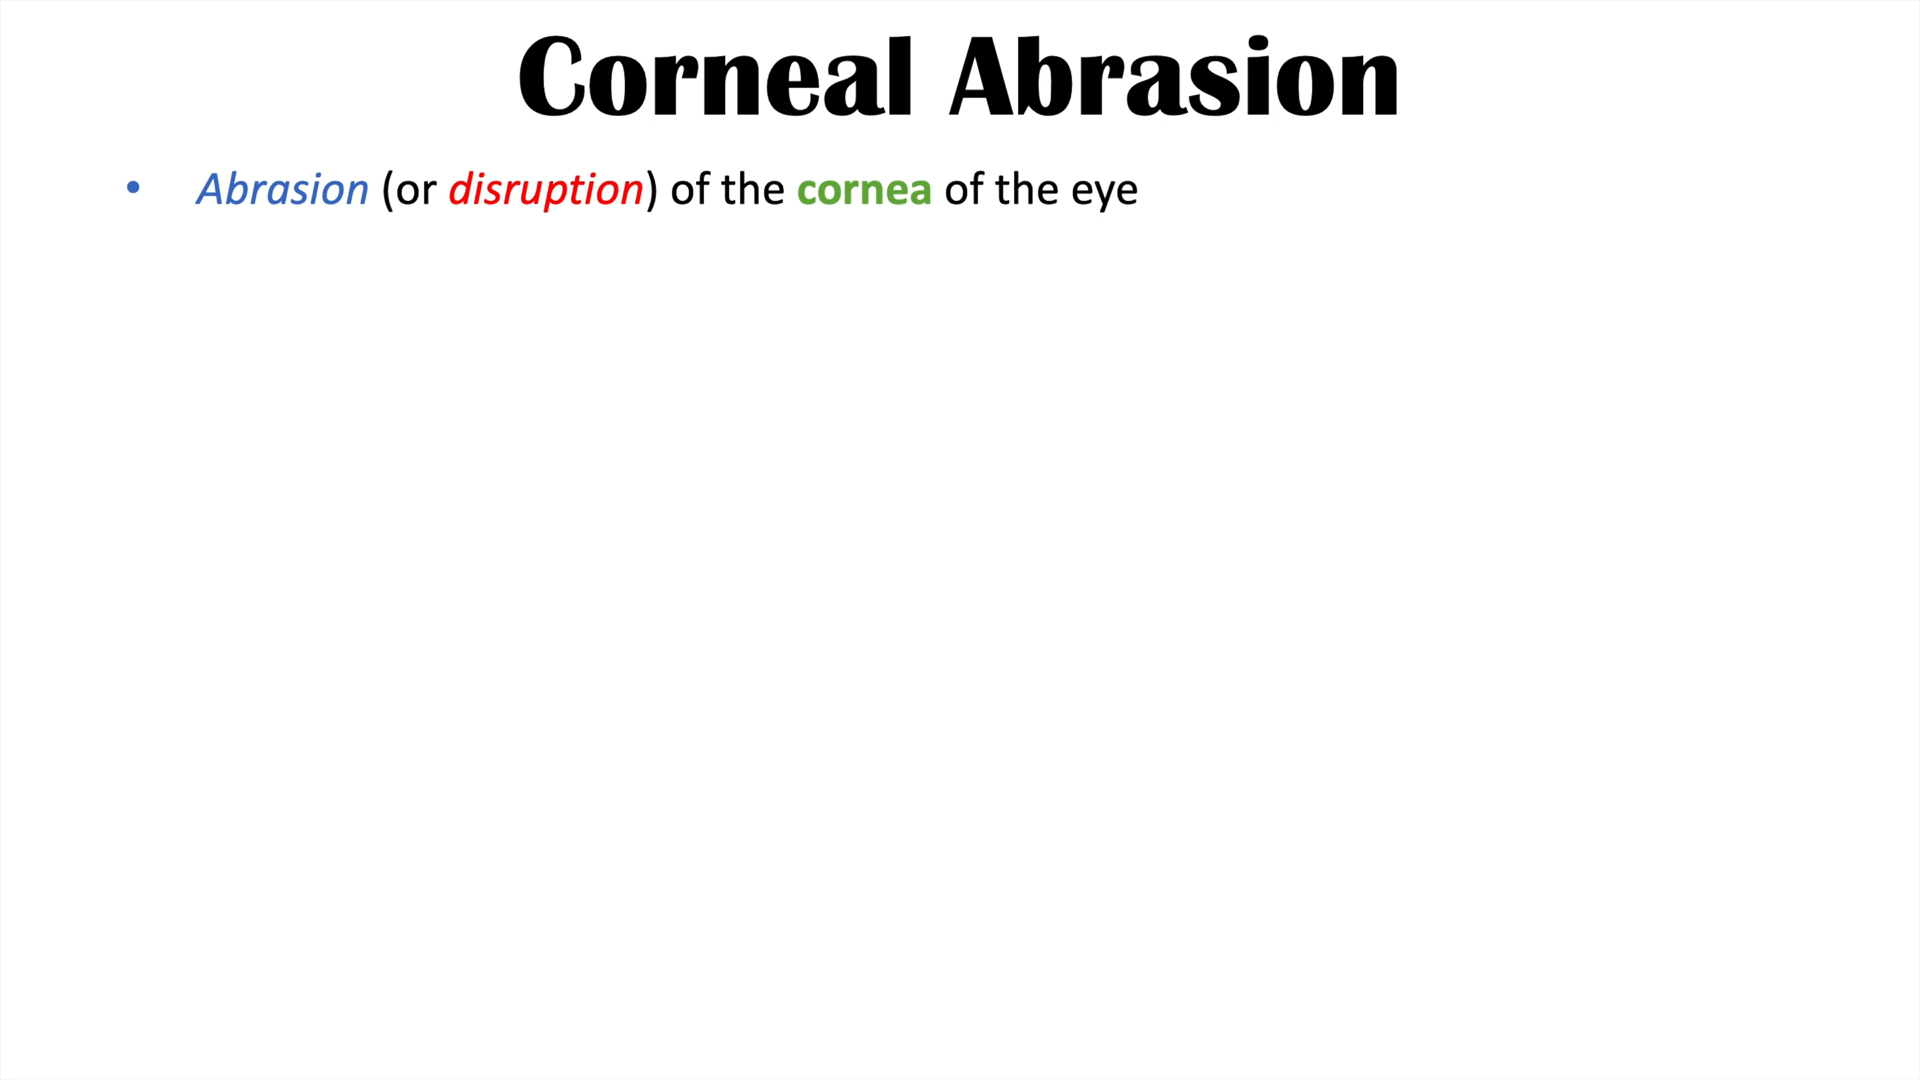 Corneal Abrasion
• Abrasion (or disruption) of the cornea of the eye